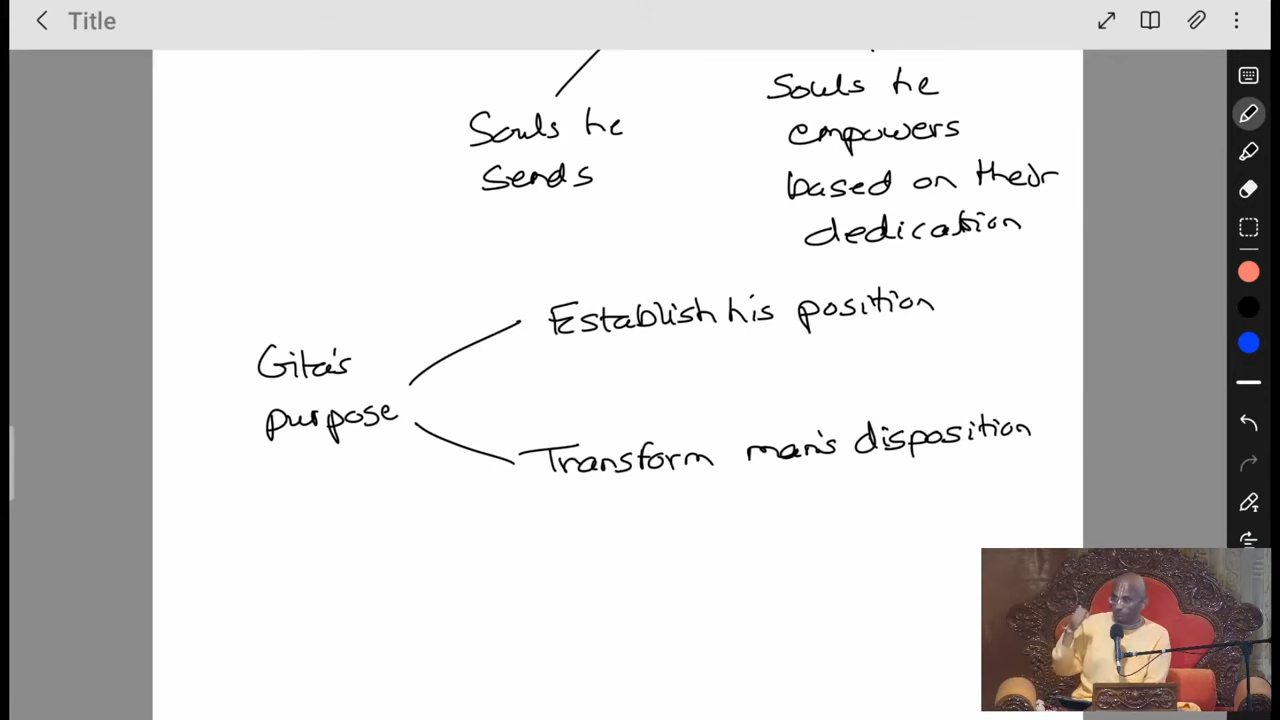 Title
Souls he
sends
Souls he
empowers
based on their
dedication
Gita's
purpose
Establish his position
Transform man's disposition